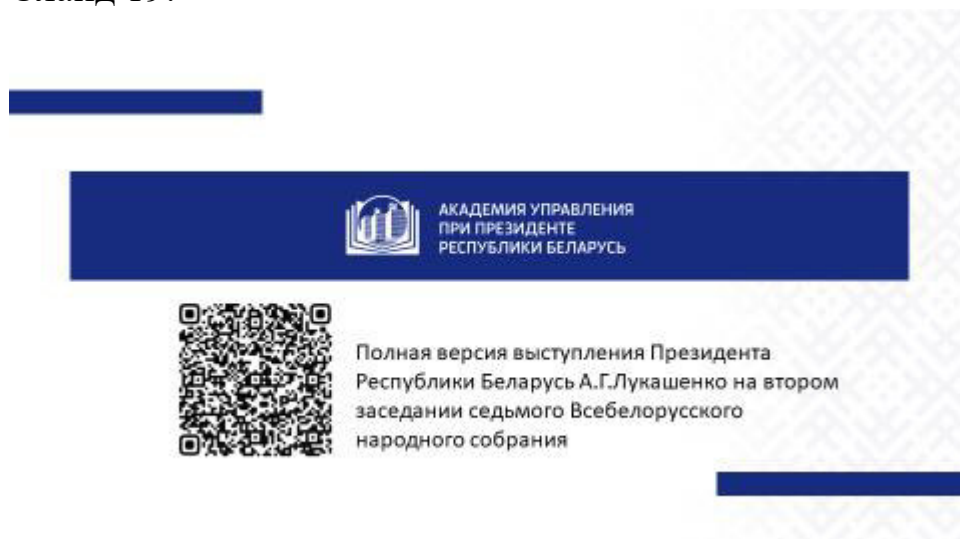 АКАДЕМИЯ УПРАВЛЕНИЯ
ПРИ ПРЕЗИДЕНТЕ
РЕСПУБЛИКИ БЕЛАРУСЬ
Полная версия выступления Президента
Республики Беларусь А.Г.Лукашенко на втором
заседании седьмого Всебелорусского
народного собрания